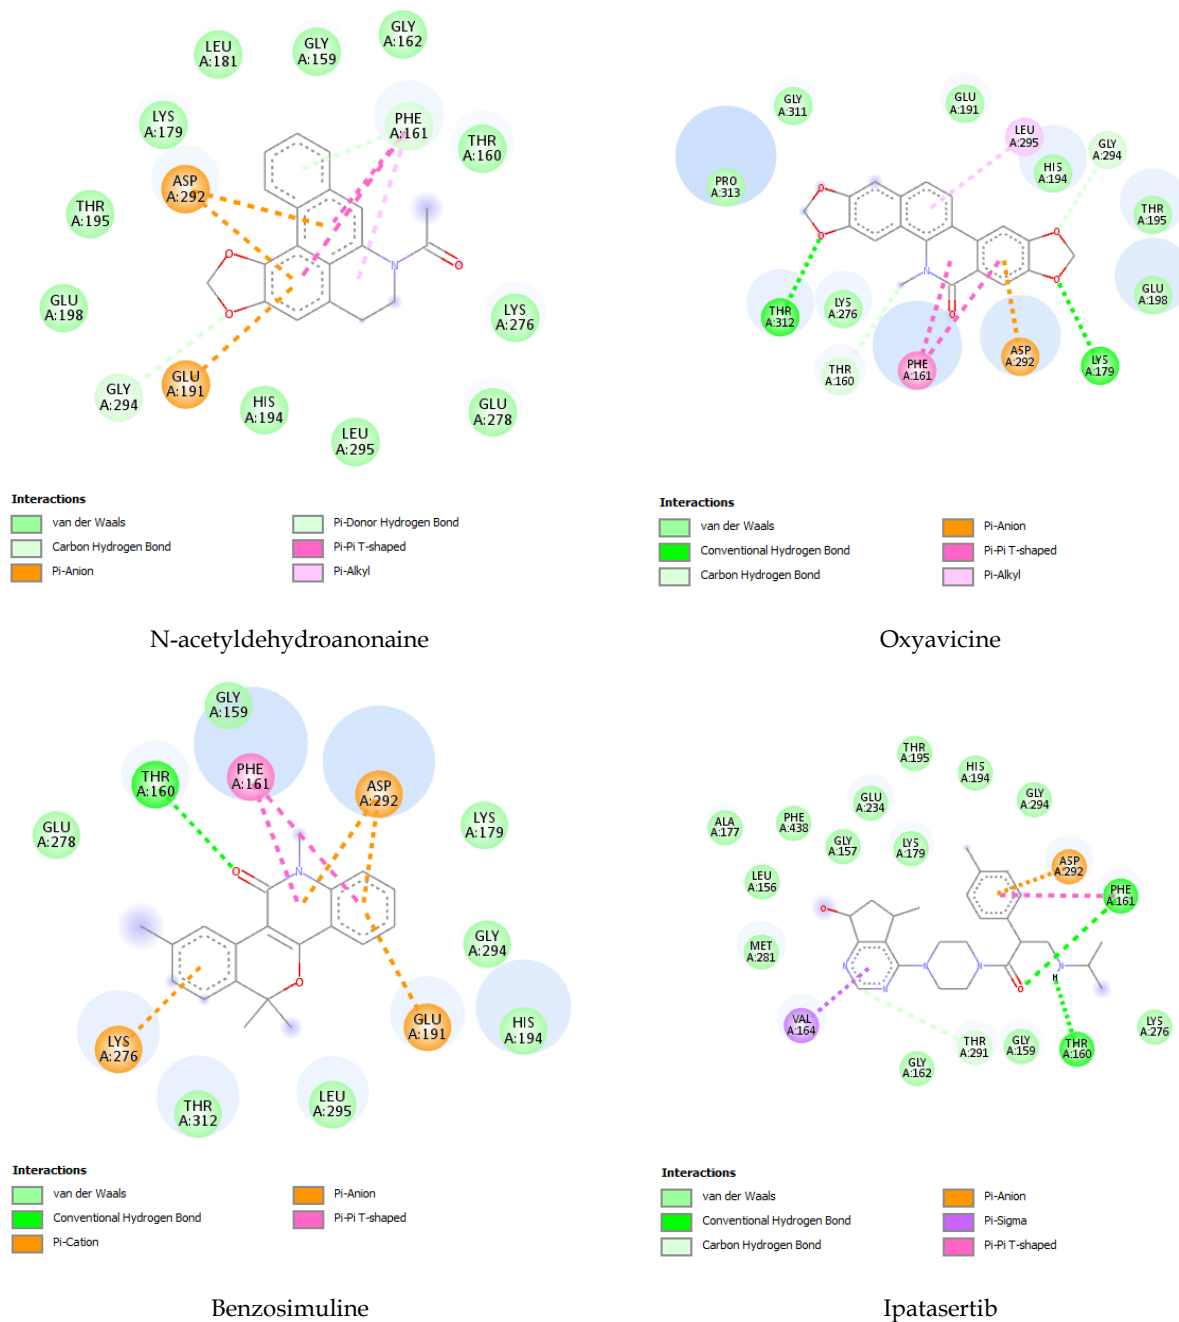 GLY
A:162
LEU
A:181
GLY
A:159
LYS
A:179
PHE
A:161
THR
A:160
ASP
A:292
THR
A:195
O
N
O
O
GLU
A:198
O
LYS
A:276
GLY
A:294
GLU
A:191
HIS
A:194
GLU
A:278
LEU
A:295
Interactions
van der Waals
Carbon Hydrogen Bond
Pi-Anion
Pi-Donor Hydrogen Bond
Pi-Pi T-shaped
Pi-Alkyl
N-acetyldehydroanonaine
GLY
A:311
GLU
A:191
LEU
A:295
GLY
A:294
HIS
A:194
PRO
A:313
THR
A:195
O
O
O
N
O
O
GLU
A:198
THR
A:312
LYS
A:276
THR
A:160
PHE
A:161
ASP
A:292
LYS
A:179
Interactions
van der Waals
Conventional Hydrogen Bond
Carbon Hydrogen Bond
Pi-Anion
Pi-Pi T-shaped
Pi-Alkyl
Oxyavicine
GLY
A:159
PHE
A:161
THR
A:160
ASP
A:292
GLU
A:278
LYS
A:179
O
N
O
GLY
A:294
LYS
A:276
GLU
A:191
HIS
A:194
THR
A:312
LEU
A:295
Interactions
van der Waals
Conventional Hydrogen Bond
Pi-Cation
Pi-Anion
Pi-Pi T-shaped
Benzosimuline
THR
A:195
HIS
A:194
GLY
A:294
GLU
A:234
ALA
A:177
PHE
A:438
GLY
A:157
LYS
A:179
ASP
A:292
LEU
A:156
PHE
A:161
MET
A:281
O
N
N
N
N
O
N
H
VAL
A:164
THR
A:291
GLY
A:159
THR
A:160
LYS
A:276
GLY
A:162
Interactions
van der Waals
Conventional Hydrogen Bond
Carbon Hydrogen Bond
Pi-Anion
Pi-Sigma
Pi-Pi T-shaped
Ipatasertib